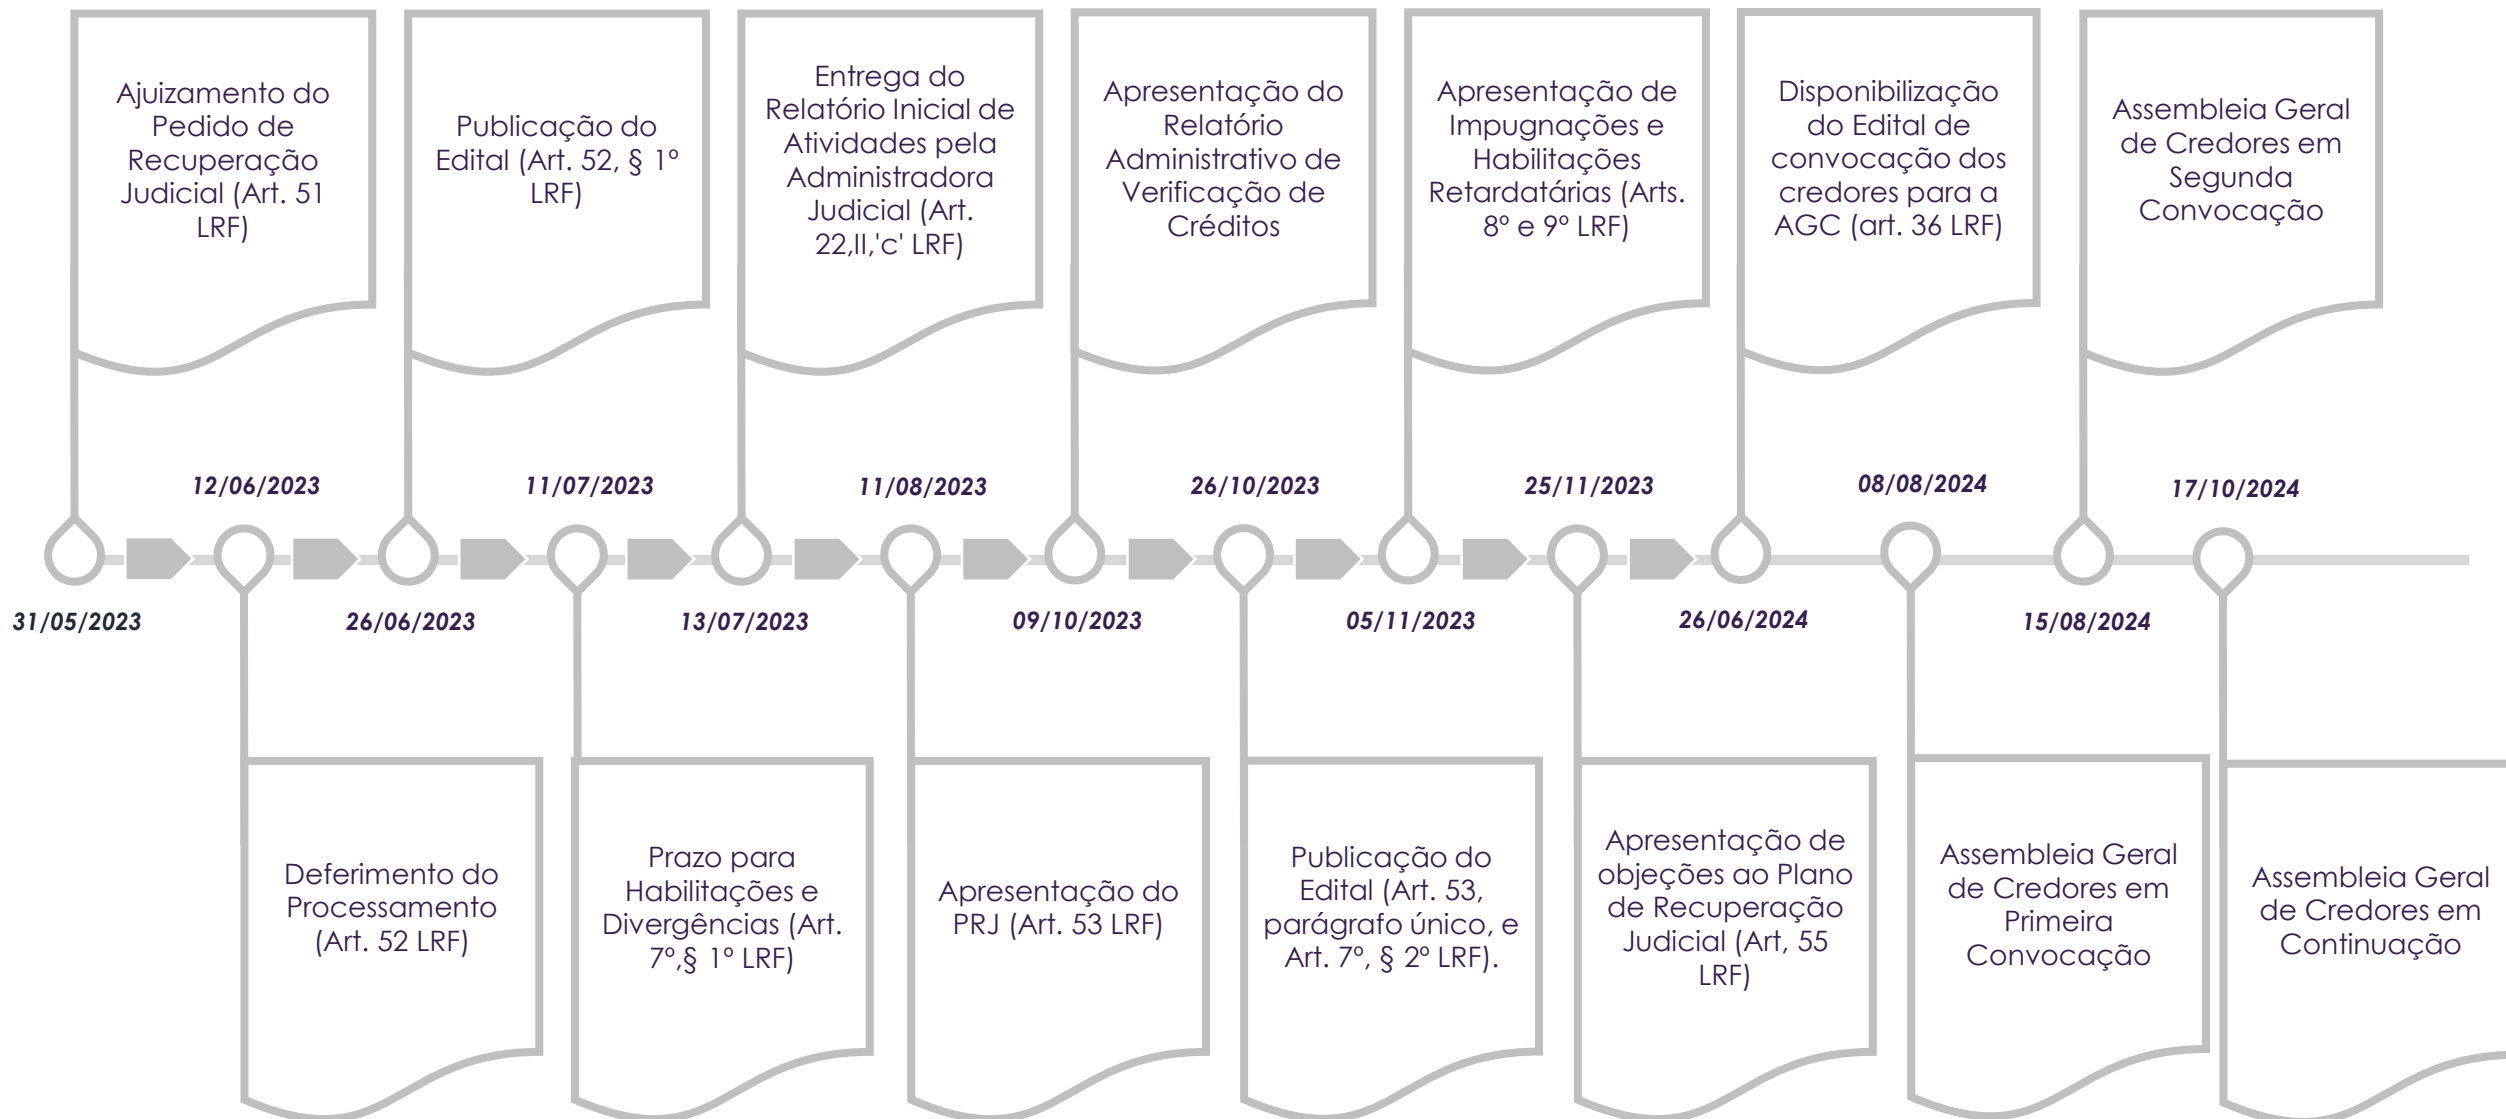 Ajuizamento do
Pedido de
Recuperação
Judicial (Art. 51
LRF)
Publicação do
Edital (Art. 52, § 1º
LRF)
Entrega do
Relatório Inicial de
Atividades pela
Administradora
Judicial (Art.
22,II,'c' LRF)
Apresentação do
Relatório
Administrativo de
Verificação de
Créditos
Apresentação de
Impugnações e
Habilitações
Retardatárias (Arts.
8º e 9º LRF)
Disponibilização
do Edital de
convocação dos
credores para a
AGC (art. 36 LRF)
Assembleia Geral
de Credores em
Segunda
Convocação
12/06/2023
11/07/2023
11/08/2023
26/10/2023
25/11/2023
08/08/2024
17/10/2024
31/05/2023
26/06/2023
13/07/2023
09/10/2023
05/11/2023
26/06/2024
15/08/2024
Deferimento do
Processamento
(Art. 52 LRF)
Prazo para
Habilitações e
Divergências (Art.
7º,§ 1º LRF)
Apresentação do
PRJ (Art. 53 LRF)
Publicação do
Edital (Art. 53,
parágrafo único, e
Art. 7º, § 2º LRF).
Apresentação de
objeções ao Plano
de Recuperação
Judicial (Art, 55
LRF)
Assembleia Geral
de Credores em
Primeira
Convocação
Assembleia Geral
de Credores em
Continuação